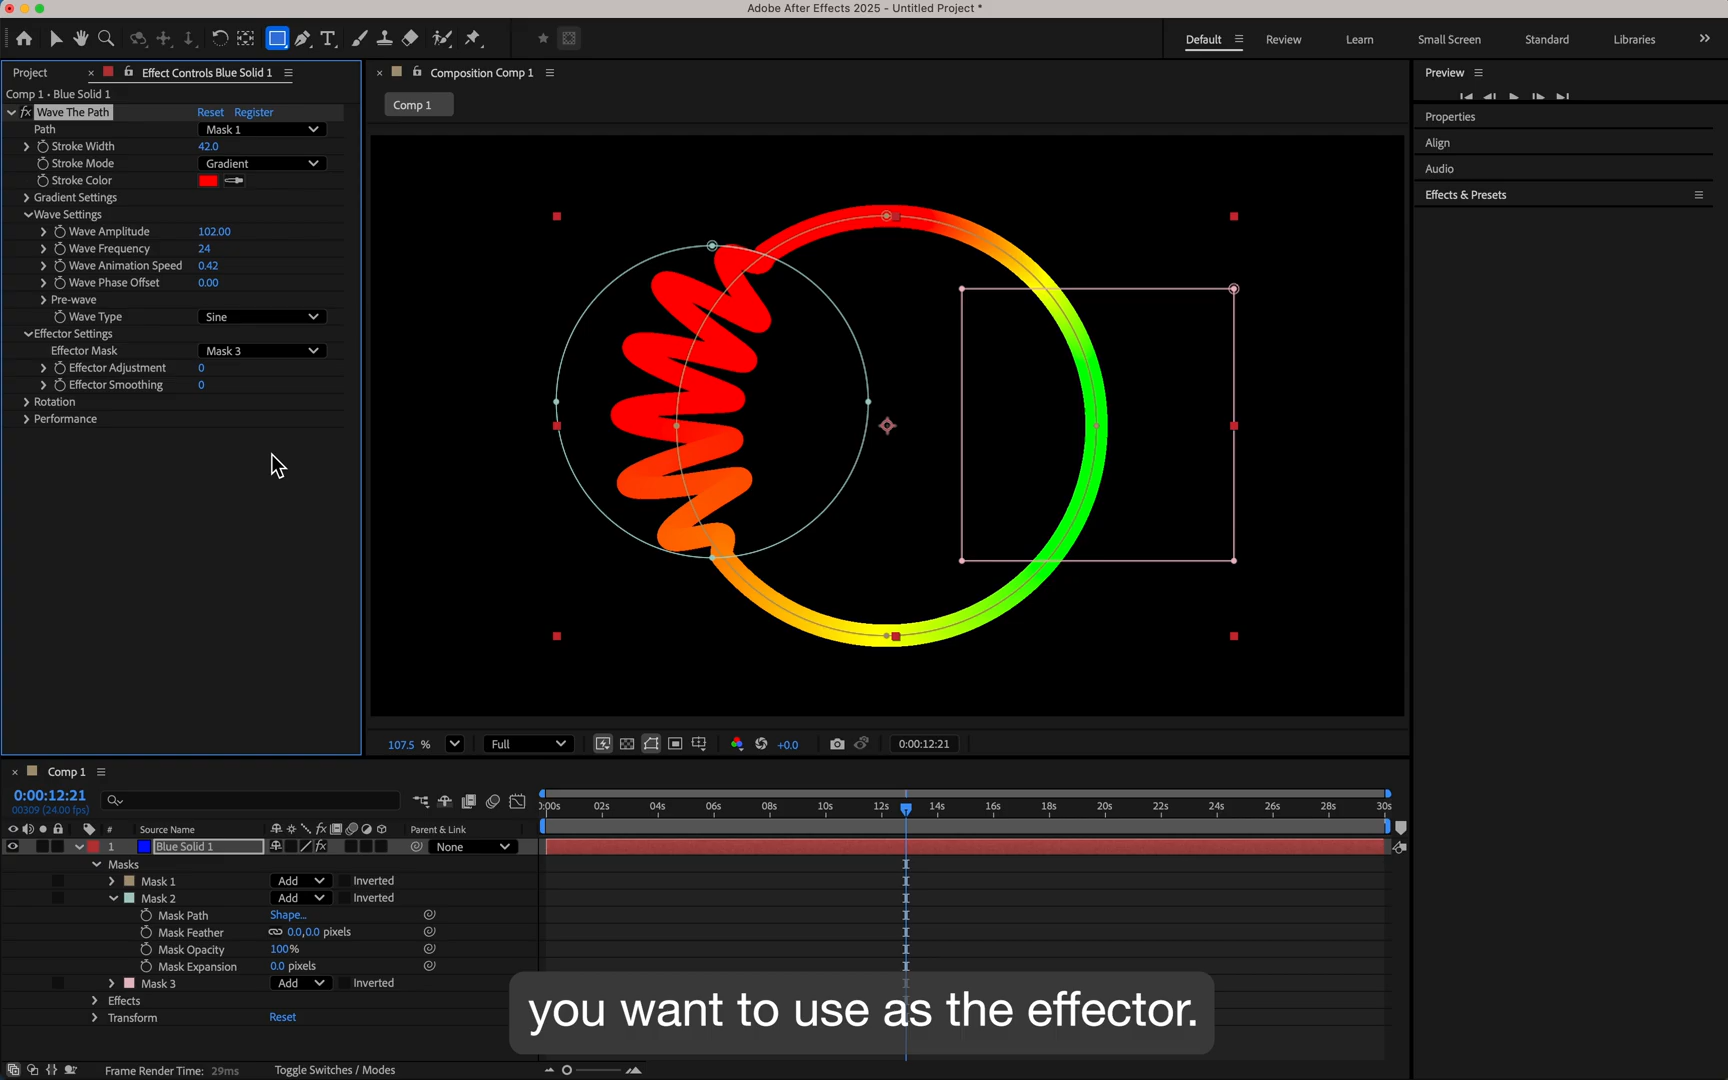 Adobe After Effects 2025 - Untitled Project *
Default
Review
Learn
Small Screen
Standard
Libraries
Project
Effect Controls Blue Solid 1
Comp 1 • Blue Solid 1
fx Wave The Path Reset Register
Path Mask 1
Stroke Width 42.0
Stroke Mode Gradient
Stroke Color
Gradient Settings
Wave Settings
Wave Amplitude 102.00
Wave Frequency 24
Wave Animation Speed 0.42
Wave Phase Offset 0.00
Pre-wave
Wave Type Sine
Effector Settings
Effector Mask Mask 3
Effector Adjustment 0
Effector Smoothing 0
Rotation
Performance
Composition Comp 1
Comp 1
107.5 %
Full
+0.0
0:00:12:21
Preview
Properties
Align
Audio
Effects & Presets
Comp 1
0:00:12:21
00309 (24.00 fps)
# Source Name fx Parent & Link
1 Blue Solid 1 fx None
Masks
Mask 1 Add Inverted
Mask 2 Add Inverted
Mask Path Shape...
Mask Feather 0.0,0.0 pixels
Mask Opacity 100%
Mask Expansion 0.0 pixels
Mask 3 Add Inverted
Effects
Transform Reset
Frame Render Time: 29ms
Toggle Switches / Modes
:00s 02s 04s 06s 08s 10s 12s 14s 16s 18s 20s 22s 24s 26s 28s 30s
you want to use as the effector.